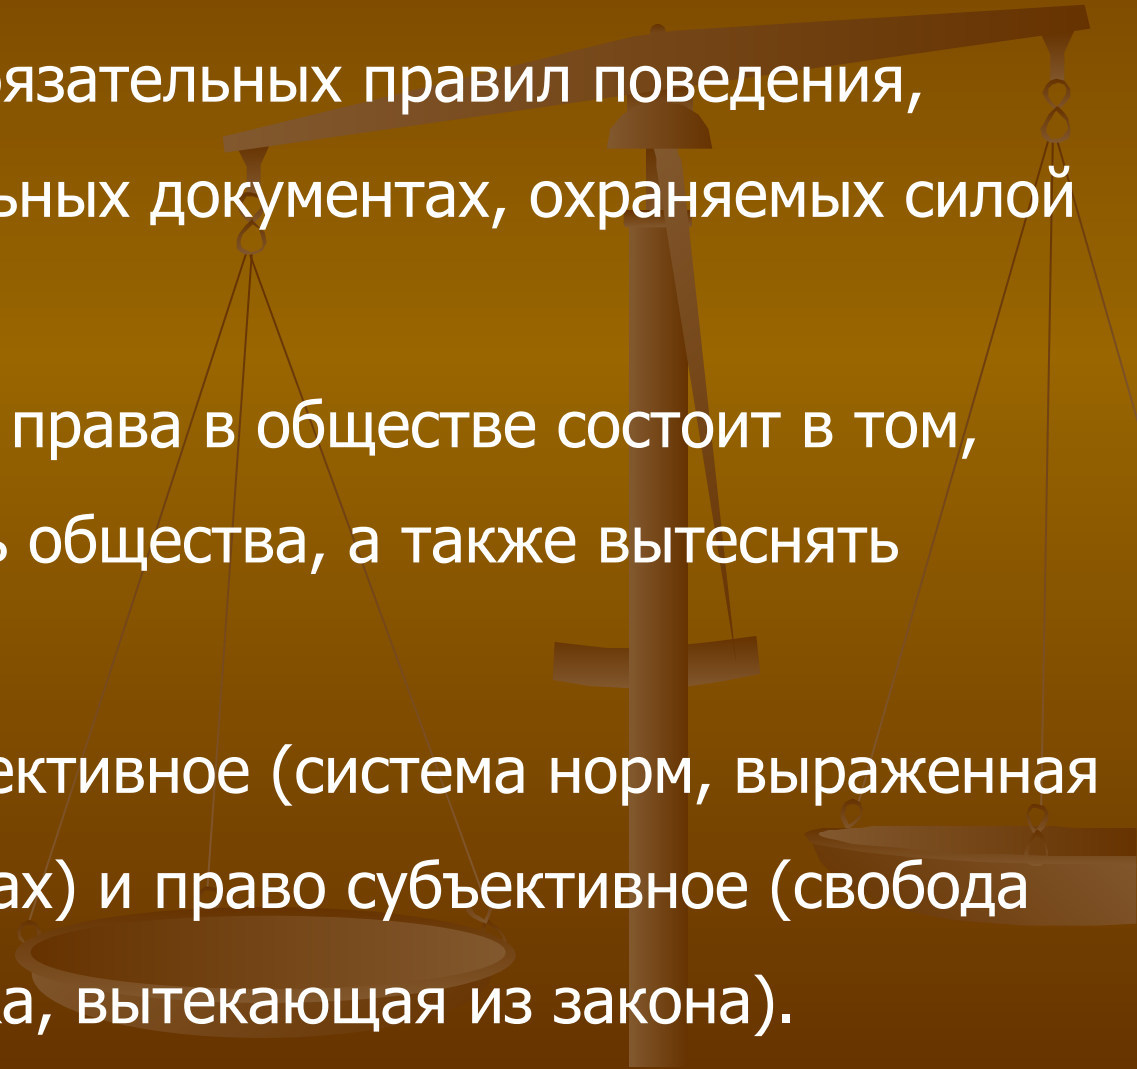 язательных правил поведения,
ьных документах, охраняемых силой
права в обществе состоит в том,
ь общества, а также вытеснять
ективное (система норм, выраженная
ах) и право субъективное (свобода
ка, вытекающая из закона).